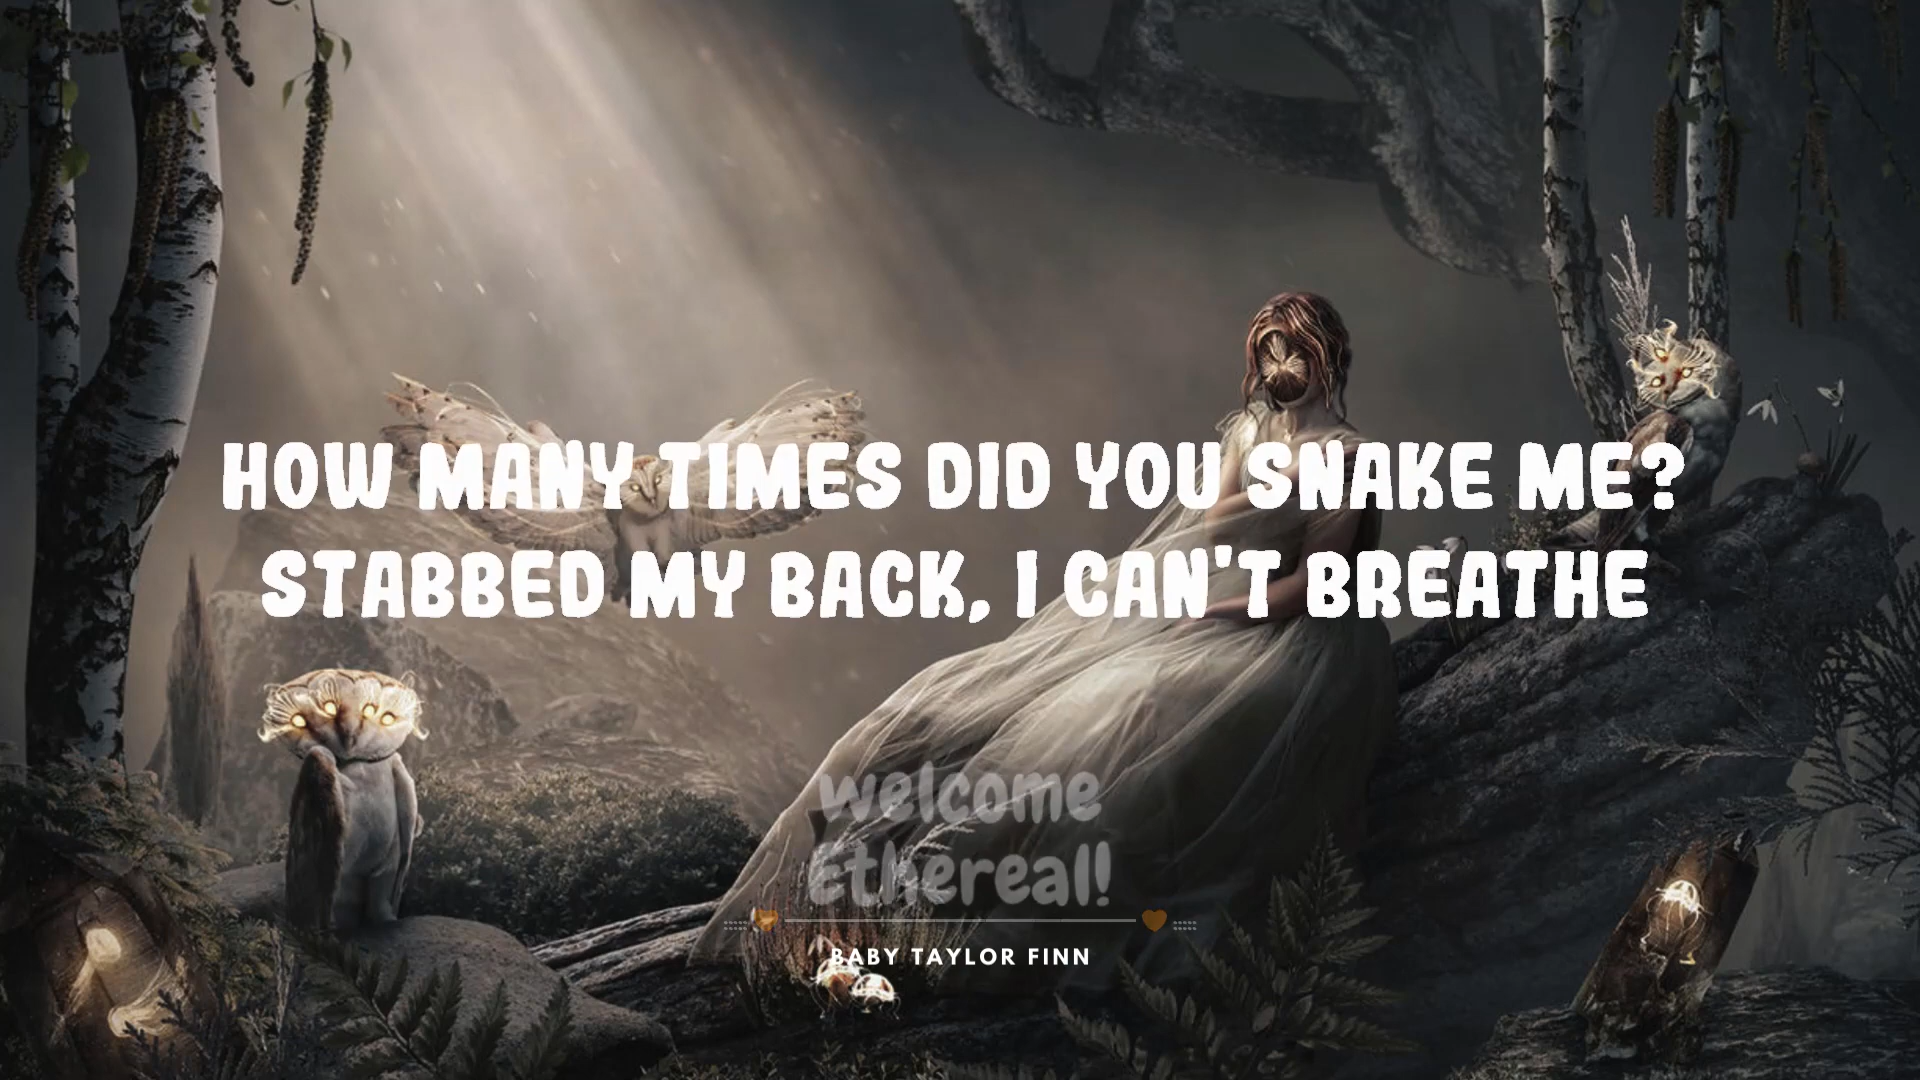 HOW MANY TIMES DID YOU SNAKE ME?
STABBED MY BACK, I CAN'T BREATHE
welcome
Ethereal!
BABY TAYLOR FINN